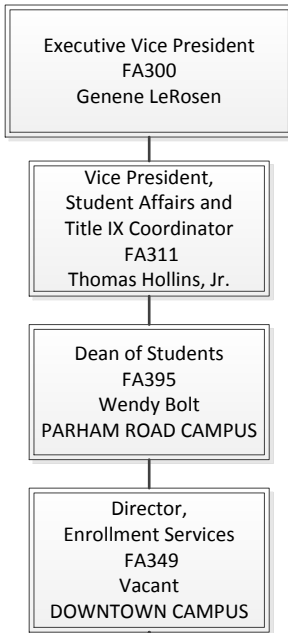 Executive Vice President
FA300
Genene LeRosen
Vice President,
Student Affairs and
Title IX Coordinator
FA311
Thomas Hollins, Jr.
Dean of Students
FA395
Wendy Bolt
PARHAM ROAD CAMPUS
Director,
Enrollment Services
FA349
Vacant
DOWNTOWN CAMPUS